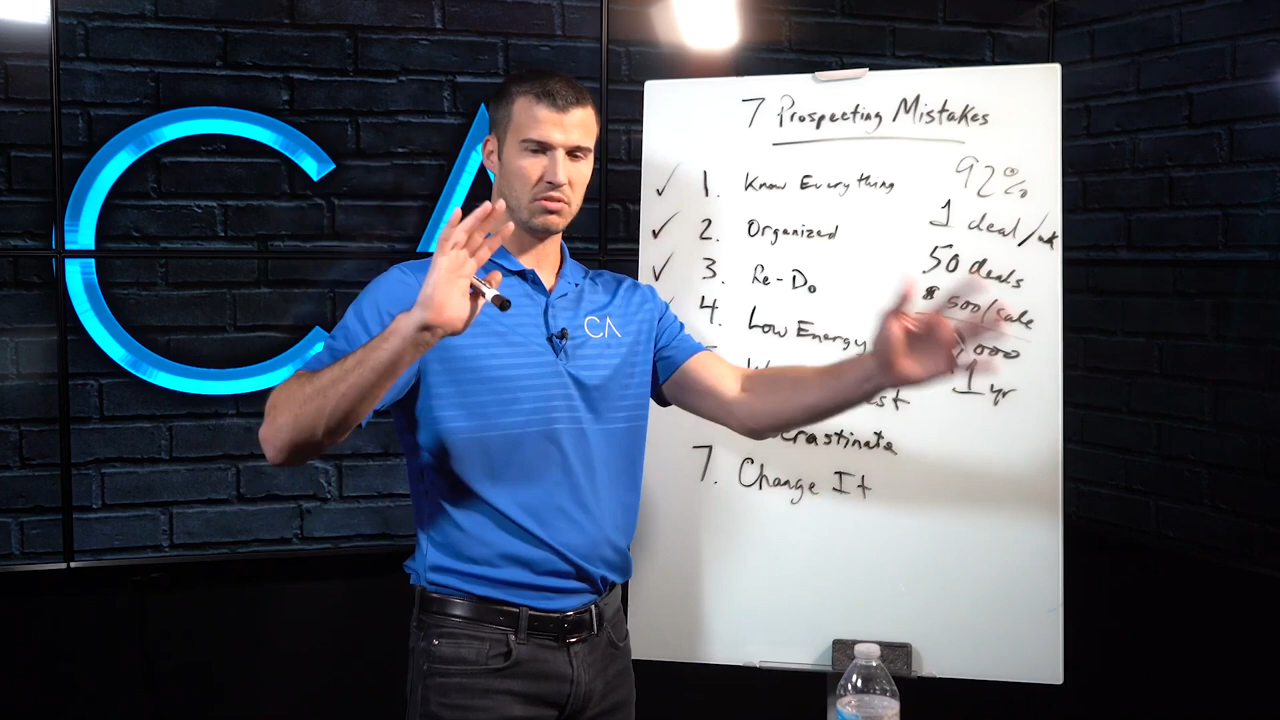 CA
CA
7 Prospecting Mistakes
✓ 1. Know Everything
✓ 2. Organized
✓ 3. Re-Do
4. Low Energy
7. Change It
92%
1 deal/wk
50 deals
$500/sale
1 yr